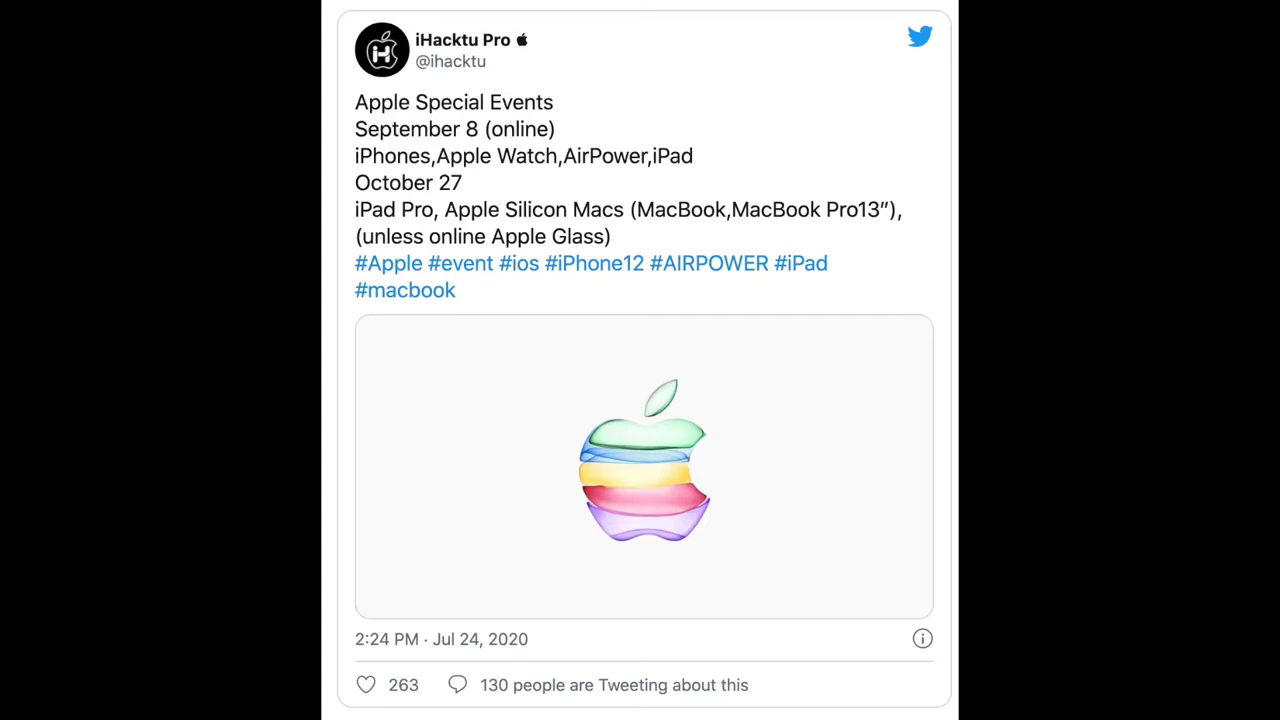 iHacktu Pro 
@ihacktu
Apple Special Events
September 8 (online)
iPhones,Apple Watch,AirPower,iPad
October 27
iPad Pro, Apple Silicon Macs (MacBook,MacBook Pro13”),
(unless online Apple Glass)
#Apple #event #ios #iPhone12 #AIRPOWER #iPad
#macbook
2:24 PM · Jul 24, 2020
263 130 people are Tweeting about this